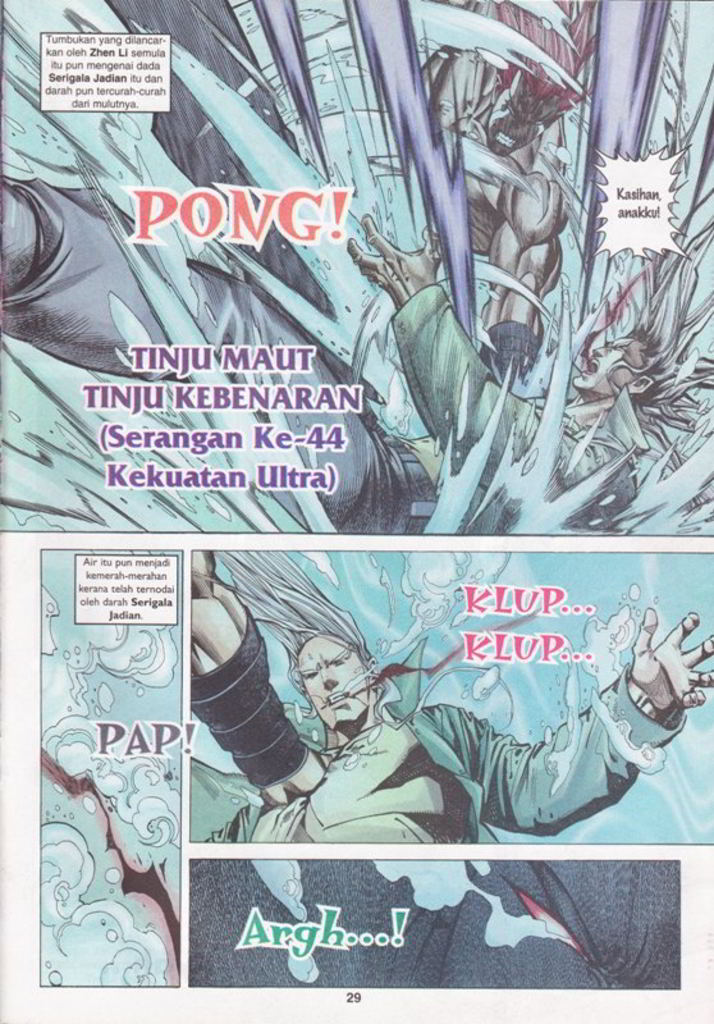 Tumbukan yang dilancar-
kan oleh Zhen Li semula
itu pun mengenai dada
Serigala Jadian itu dan
darah pun tercurah-curah
dari mulutnya.
PONG!
Kasihan,
anakku!
TINJU MAUT
TINJU KEBENARAN
(Serangan Ke-44
Kekuatan Ultra)
Air itu pun menjadi
kemerah-merahan
kerana telah ternodai
oleh darah Serigala
Jadian.
PAP!
KLUP...
KLUP...
Argh...!
29